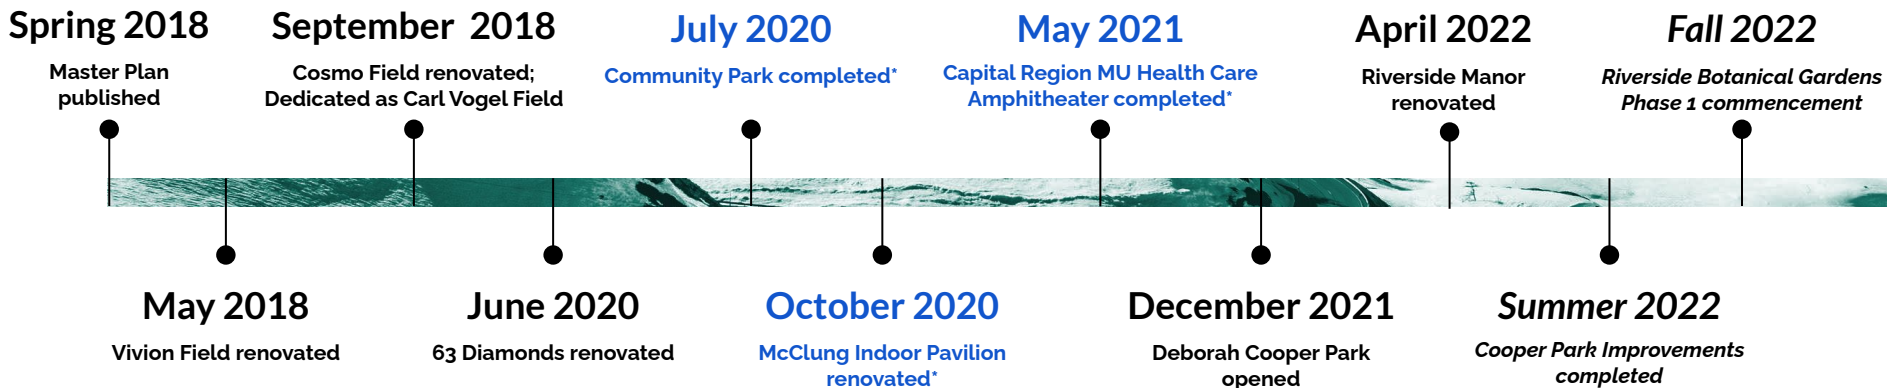 Spring 2018
Master Plan
published
September 2018
Cosmo Field renovated;
Dedicated as Carl Vogel Field
July 2020
Community Park completed*
May 2021
Capital Region MU Health Care
Amphitheater completed*
April 2022
Riverside Manor
renovated
Fall 2022
Riverside Botanical Gardens
Phase 1 commencement
May 2018
Vivion Field renovated
June 2020
63 Diamonds renovated
October 2020
McClung Indoor Pavilion
renovated*
December 2021
Deborah Cooper Park
opened
Summer 2022
Cooper Park Improvements
completed